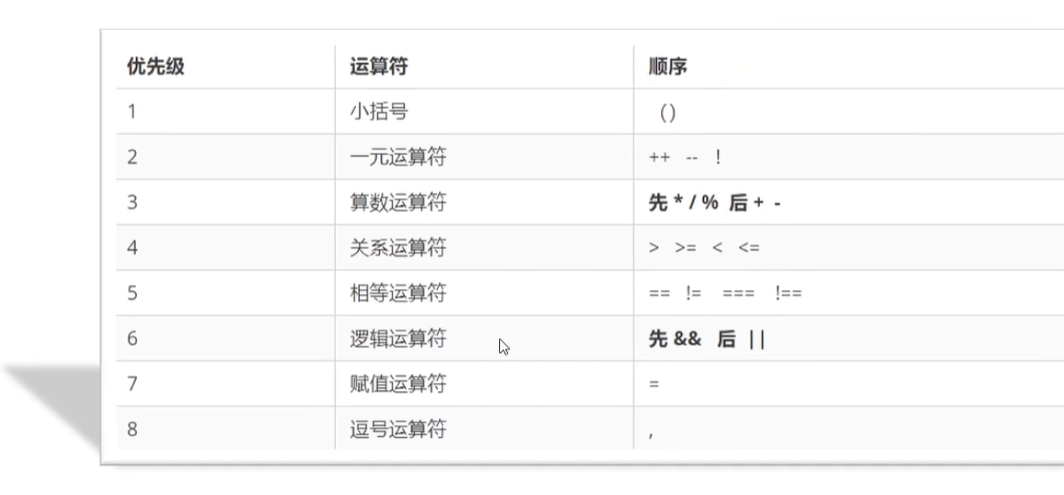 优先级 运算符 顺序
1 小括号 ()
2 一元运算符 ++ -- !
3 算数运算符 先 * / % 后 + -
4 关系运算符 > >= < <=
5 相等运算符 == != === !==
6 逻辑运算符 先 && 后 ||
7 赋值运算符 =
8 逗号运算符 ,